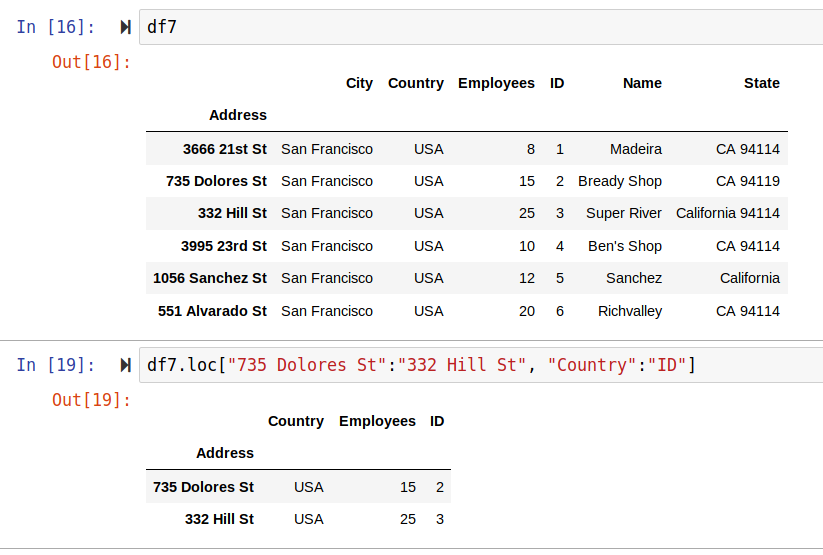 In [16]: df7
Out[16]:
City Country Employees ID Name State
Address
3666 21st St San Francisco USA 8 1 Madeira CA 94114
735 Dolores St San Francisco USA 15 2 Bready Shop CA 94119
332 Hill St San Francisco USA 25 3 Super River California 94114
3995 23rd St San Francisco USA 10 4 Ben's Shop CA 94114
1056 Sanchez St San Francisco USA 12 5 Sanchez California
551 Alvarado St San Francisco USA 20 6 Richvalley CA 94114
In [19]: df7.loc["735 Dolores St":"332 Hill St", "Country":"ID"]
Out[19]:
Country Employees ID
Address
735 Dolores St USA 15 2
332 Hill St USA 25 3